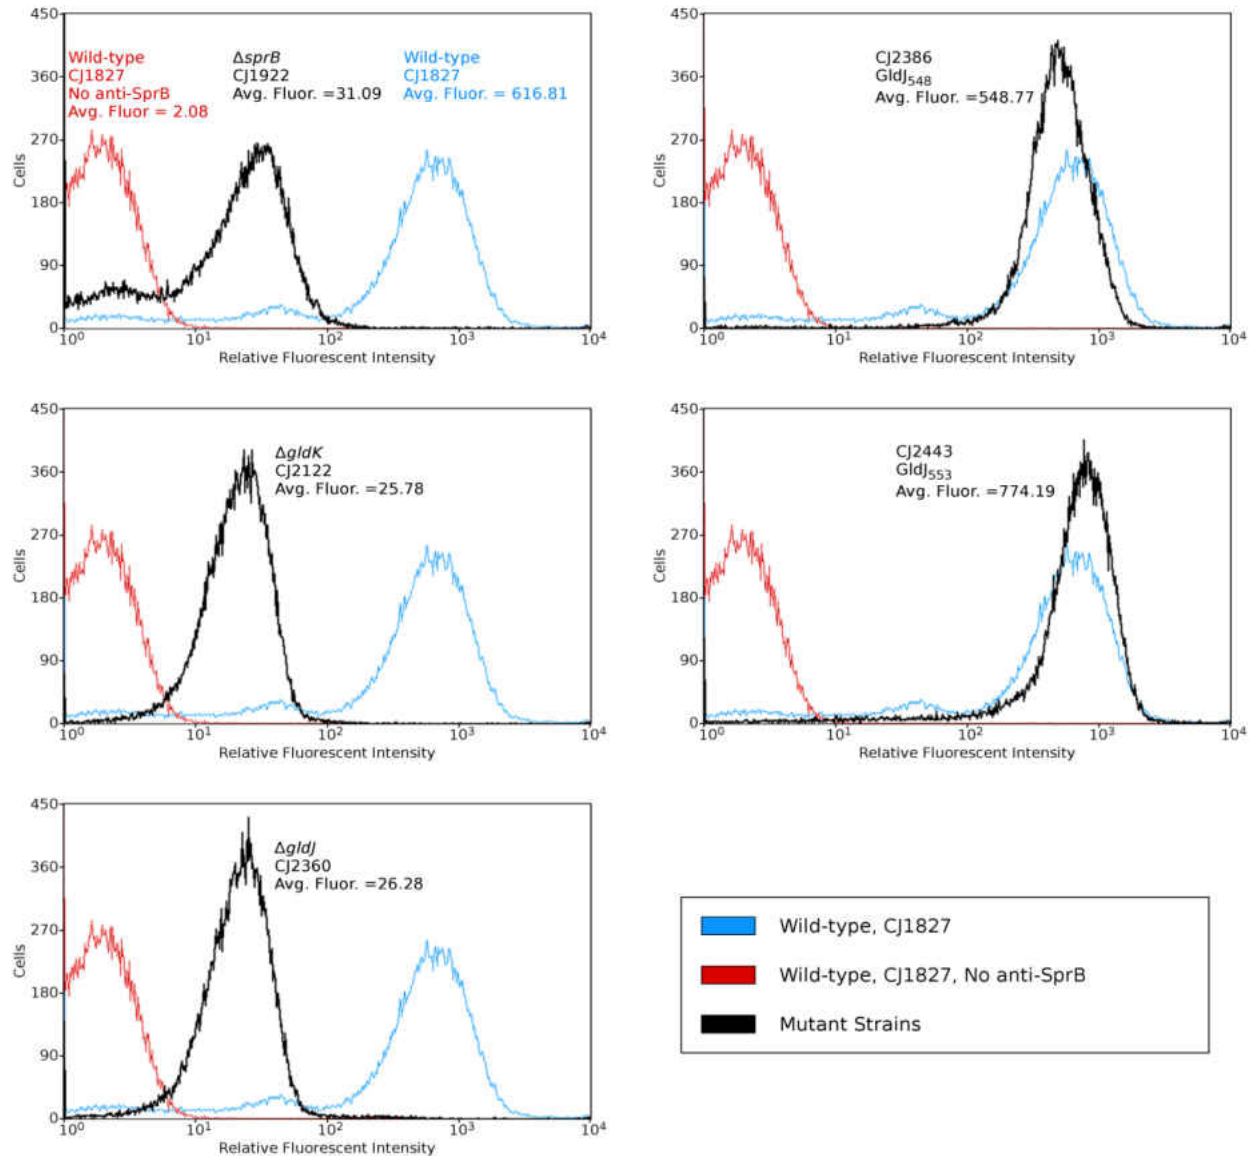 450
360
270
180
90
0
Cells
Wild-type
CJ1827
No anti-SprB
Avg. Fluor = 2.08
ΔsprB
CJ1922
Avg. Fluor. =31.09
Wild-type
CJ1827
Avg. Fluor. = 616.81
10⁰ 10¹ 10² 10³ 10⁴
Relative Fluorescent Intensity
450
360
270
180
90
0
Cells
CJ2386
GldJ₅₄₈
Avg. Fluor. =548.77
10⁰ 10¹ 10² 10³ 10⁴
Relative Fluorescent Intensity
450
360
270
180
90
0
Cells
ΔgldK
CJ2122
Avg. Fluor. =25.78
10⁰ 10¹ 10² 10³ 10⁴
Relative Fluorescent Intensity
450
360
270
180
90
0
Cells
CJ2443
GldJ₅₅₃
Avg. Fluor. =774.19
10⁰ 10¹ 10² 10³ 10⁴
Relative Fluorescent Intensity
450
360
270
180
90
0
Cells
ΔgldJ
CJ2360
Avg. Fluor. =26.28
10⁰ 10¹ 10² 10³ 10⁴
Relative Fluorescent Intensity
Wild-type, CJ1827
Wild-type, CJ1827, No anti-SprB
Mutant Strains